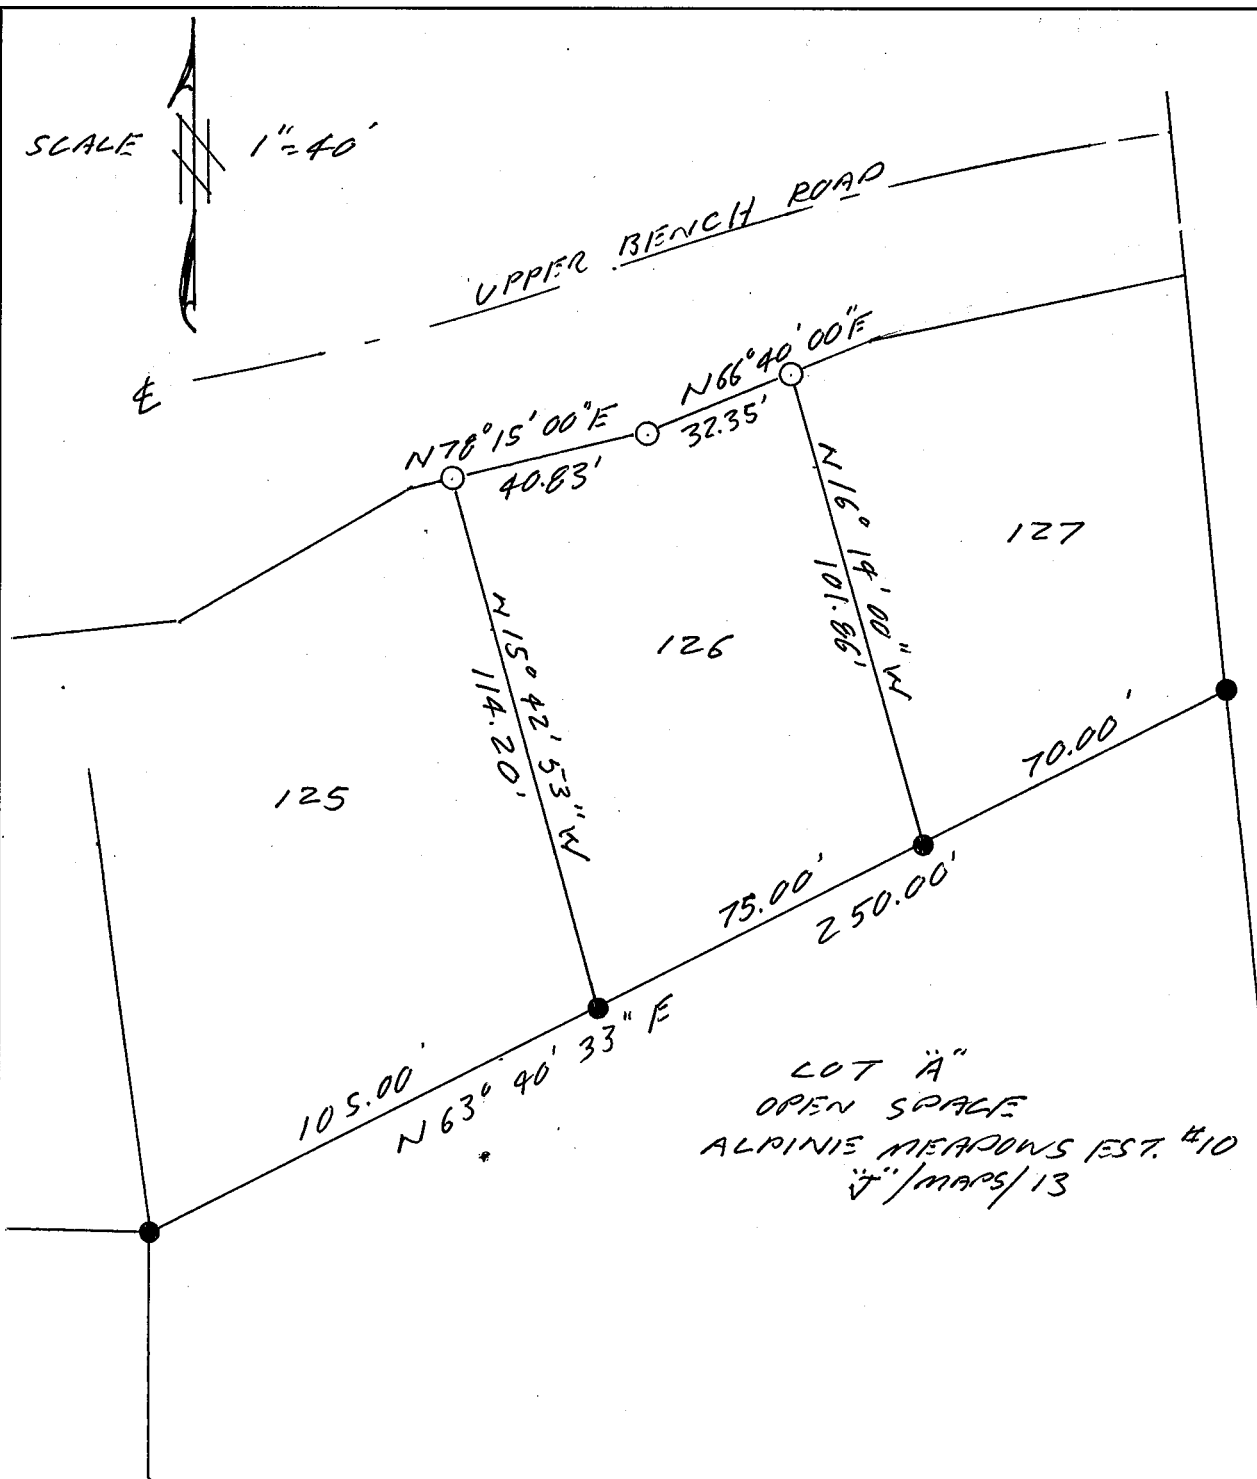 SCALE 1"=40'
UPPER BENCH ROAD
℄
N66°40'00"E
32.35'
N78°15'00"E
40.83'
N16°14'00"W
101.86'
127
126
N15°42'53"W
114.20'
125
70.00'
75.00'
250.00'
105.00'
N63°40'33"E
LOT "A"
OPEN SPACE
ALPINE MEADOWS EST. #10
"J"/MAPS/13